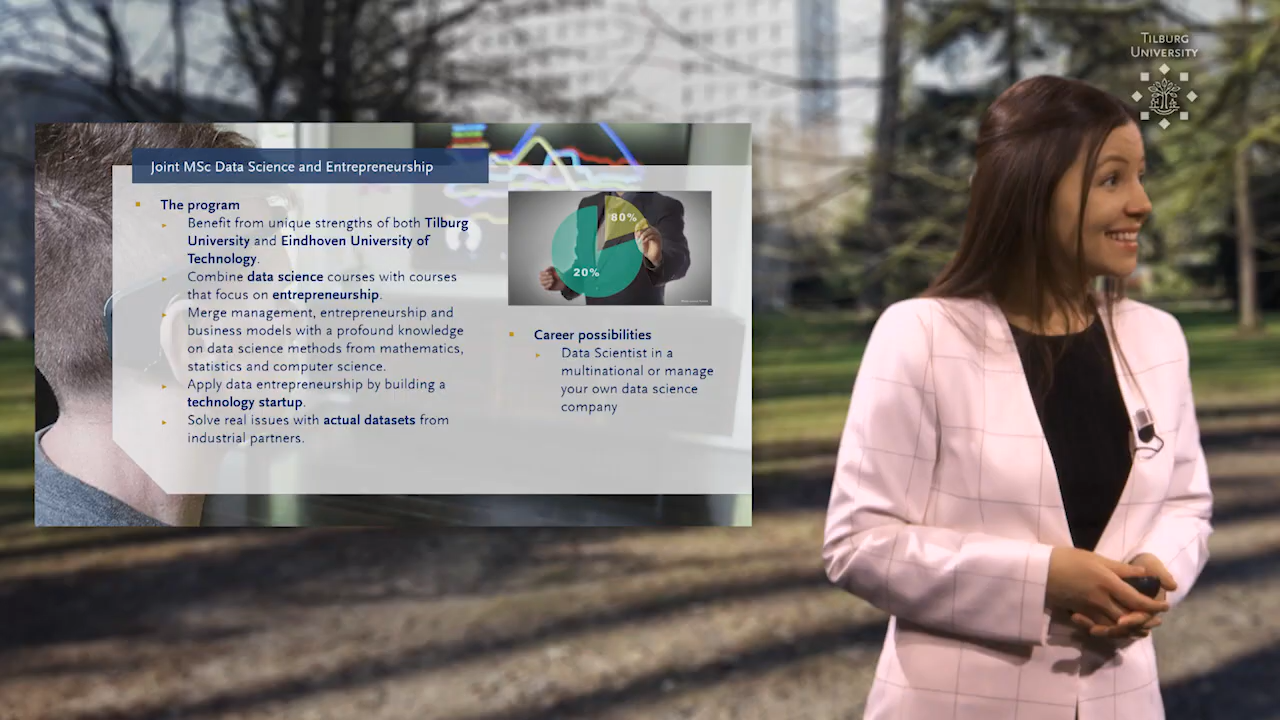 TILBURG
UNIVERSITY
Joint MSc Data Science and Entrepreneurship
The program
Benefit from unique strengths of both Tilburg
University and Eindhoven University of
Technology.
Combine data science courses with courses
that focus on entrepreneurship.
Merge management, entrepreneurship and
business models with a profound knowledge
on data science methods from mathematics,
statistics and computer science.
Apply data entrepreneurship by building a
technology startup.
Solve real issues with actual datasets from
industrial partners.
80%
20%
Career possibilities
Data Scientist in a
multinational or manage
your own data science
company